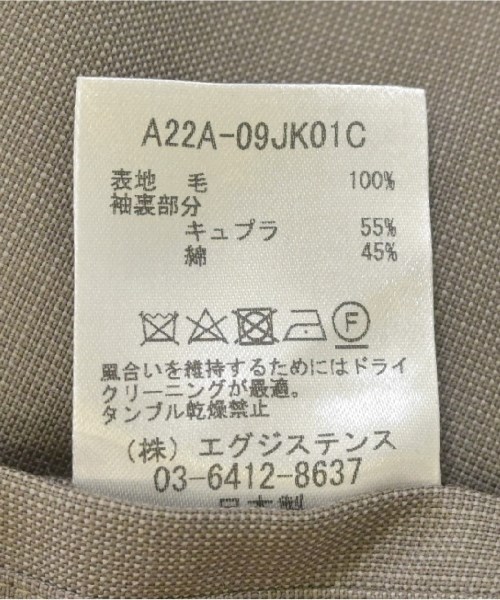 A22A-09JK01C
表地 毛 100%
袖裏部分
キュプラ 55%
綿 45%
F
風合いを維持するためにはドライ
クリーニングが最適。
タンブル乾燥禁止
(株) エグジステンス
03-6412-8637
日本製